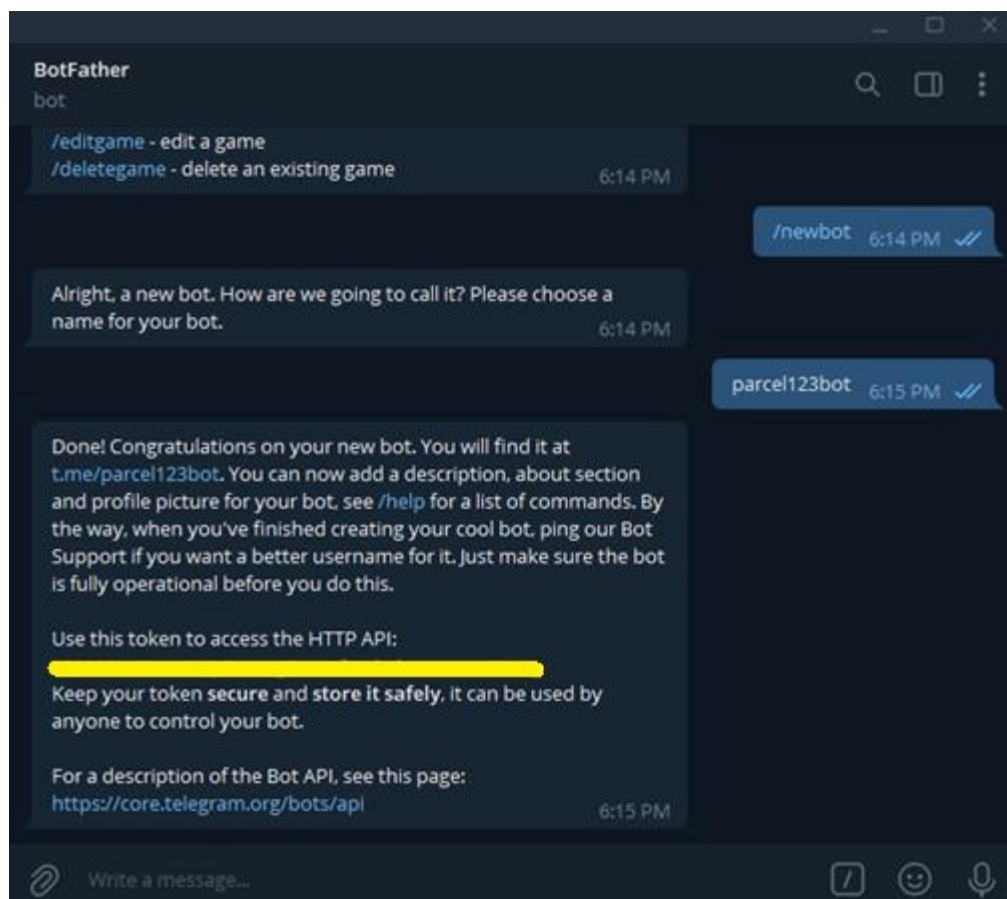 BotFather
bot
/editgame - edit a game
/deletegame - delete an existing game
6:14 PM
/newbot 6:14 PM
Alright, a new bot. How are we going to call it? Please choose a
name for your bot.
6:14 PM
parcel123bot 6:15 PM
Done! Congratulations on your new bot. You will find it at
t.me/parcel123bot. You can now add a description, about section
and profile picture for your bot, see /help for a list of commands. By
the way, when you've finished creating your cool bot, ping our Bot
Support if you want a better username for it. Just make sure the bot
is fully operational before you do this.
Use this token to access the HTTP API:
Keep your token secure and store it safely, it can be used by
anyone to control your bot.
For a description of the Bot API, see this page:
https://core.telegram.org/bots/api
6:15 PM
Write a message...